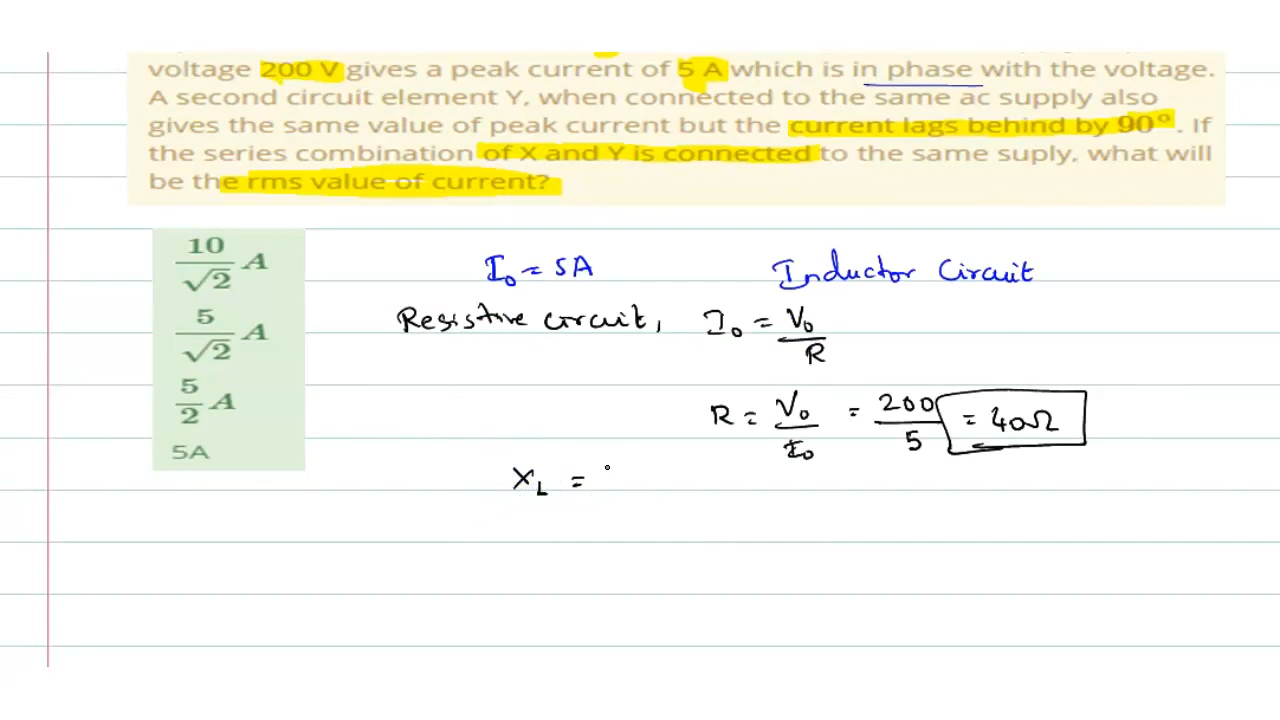 voltage 200 V gives a peak current of 5 A which is in phase with the voltage.
A second circuit element Y, when connected to the same ac supply also
gives the same value of peak current but the current lags behind by 90°. If
the series combination of X and Y is connected to the same suply, what will
be the rms value of current?
10/√2 A
5/√2 A
5/2 A
5A
I₀ = 5A
Inductor Circuit
Resistive circuit, I₀ = V₀/R
R = V₀/I₀ = 200/5 = 40Ω
X_L =